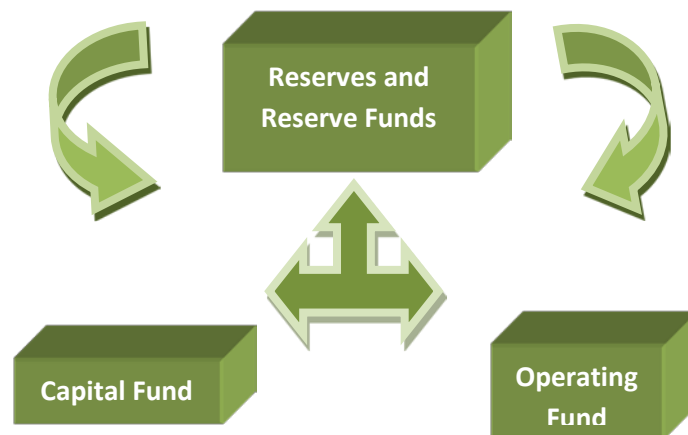 Reserves and
Reserve Funds
Capital Fund
Operating
Fund